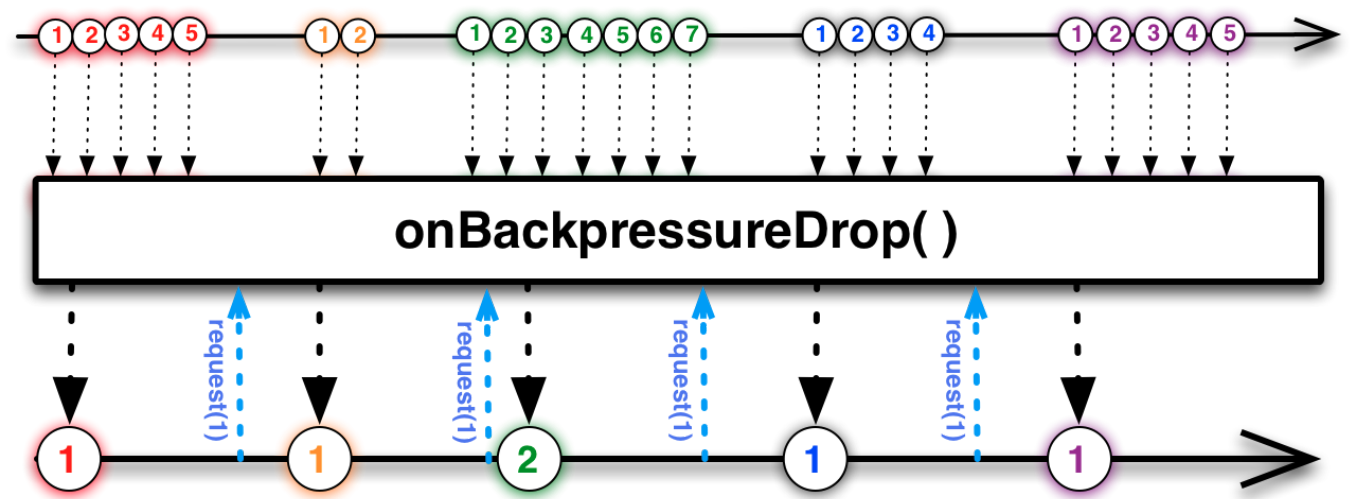 1 2 3 4 5 1 2 1 2 3 4 5 6 7 1 2 3 4 1 2 3 4 5
onBackpressureDrop( )
request(1) request(1) request(1) request(1)
1 1 2 1 1